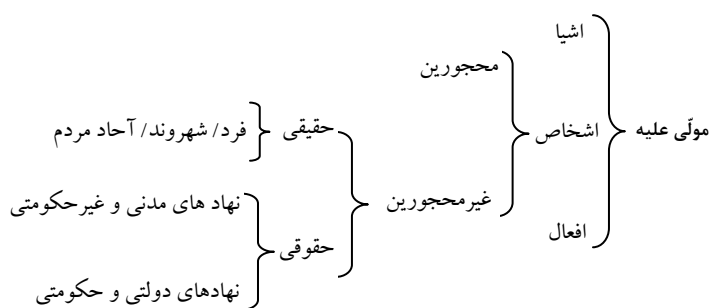 مولّی علیه
اشیا
اشخاص
افعال
محجورین
غیرمحجورین
حقیقی
حقوقی
فرد/ شهروند/ آحاد مردم
نهاد های مدنی و غیرحکومتی
نهادهای دولتی و حکومتی